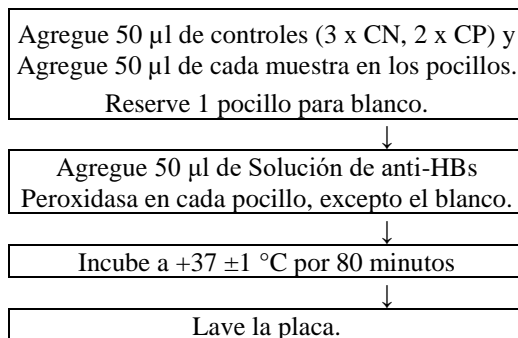 Agregue 50 µl de controles (3 x CN, 2 x CP) y
Agregue 50 µl de cada muestra en los pocillos.
Reserve 1 pocillo para blanco.
↓
Agregue 50 µl de Solución de anti-HBs
Peroxidasa en cada pocillo, excepto el blanco.
↓
Incube a +37 ±1 °C por 80 minutos
↓
Lave la placa.